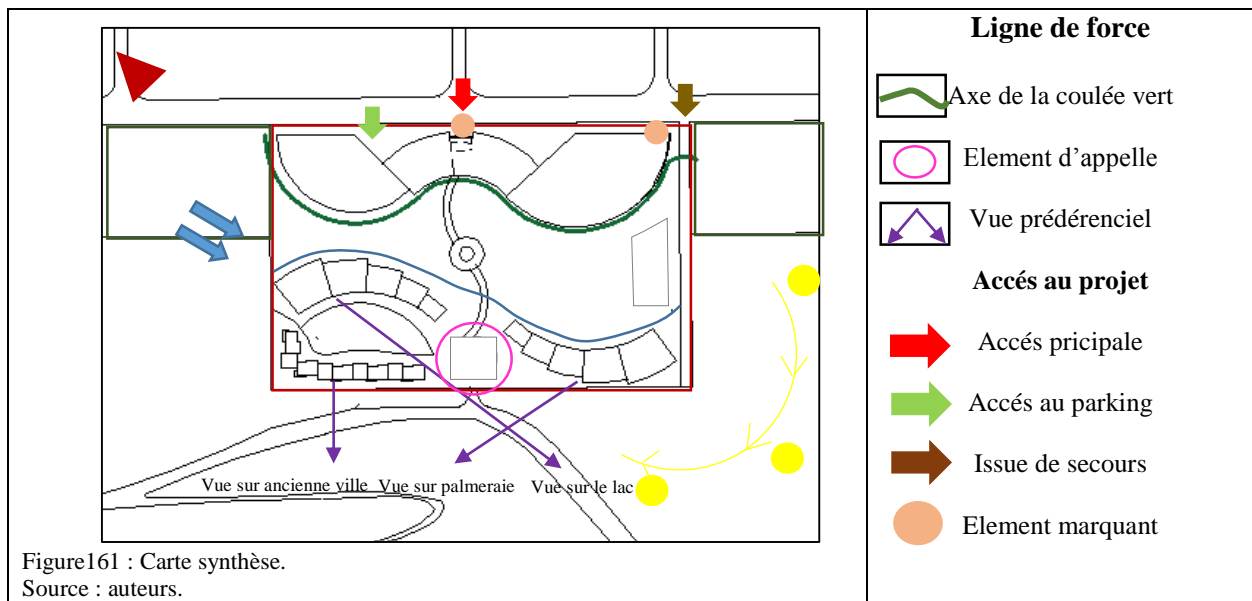 Vue sur ancienne ville Vue sur palmeraie Vue sur le lac
Figure161 : Carte synthèse.
Source : auteurs.
Ligne de force
Axe de la coulée vert
Element d’appelle
Vue prédérenciel
Accés au projet
Accés pricipale
Accés au parking
Issue de secours
Element marquant